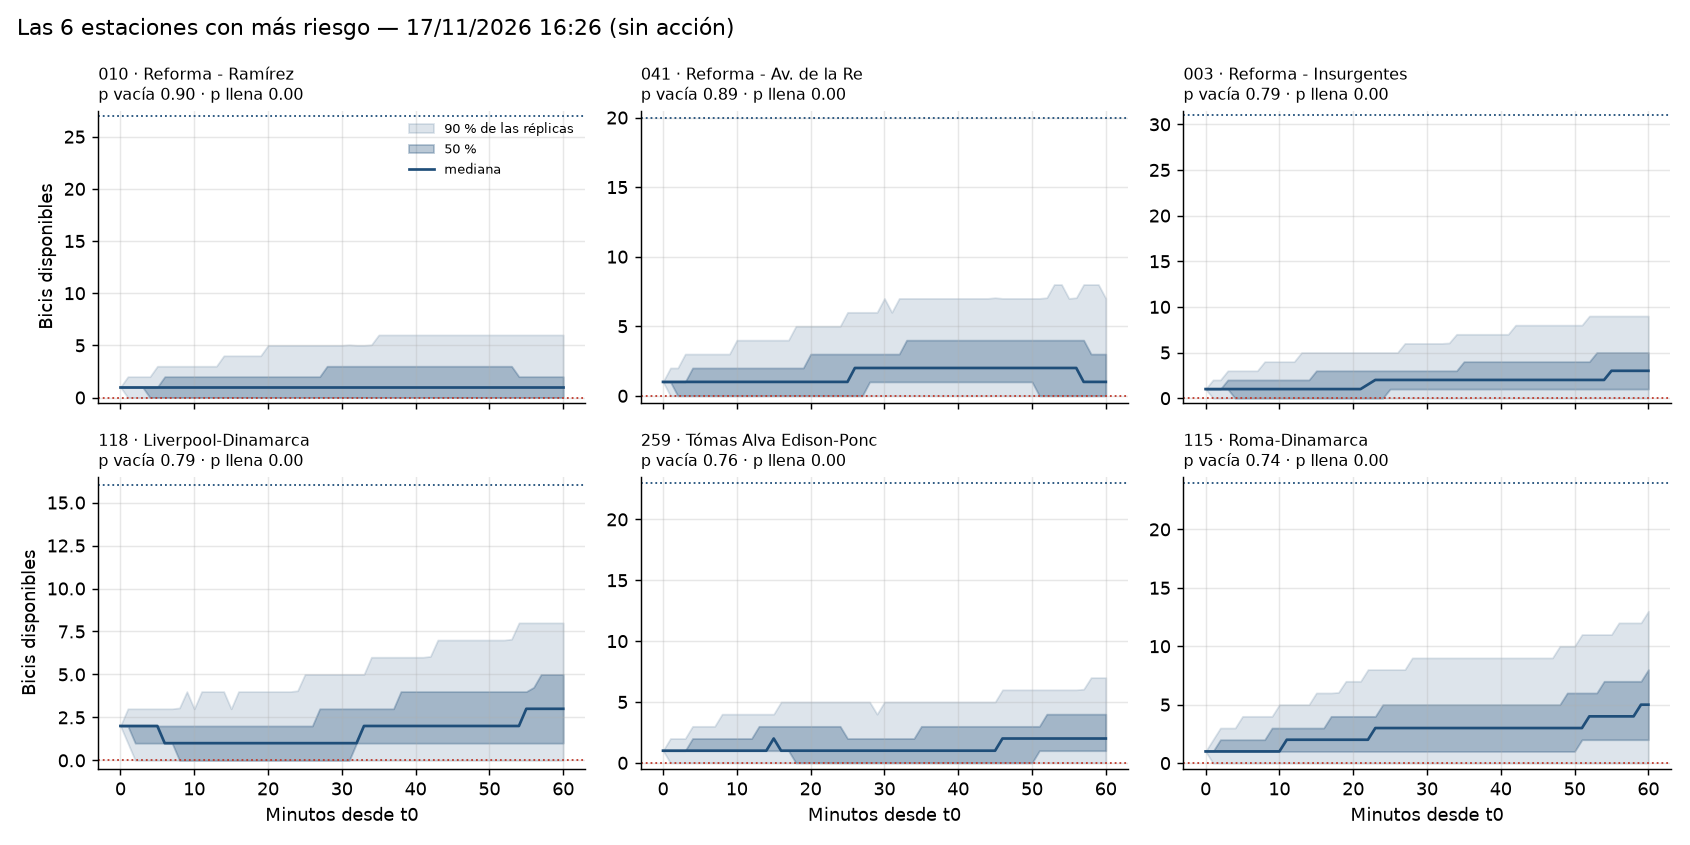 Las 6 estaciones con más riesgo — 17/11/2026 16:26 (sin acción)
010 · Reforma - Ramírez
p vacía 0.90 · p llena 0.00
25
20
15
10
5
0
Bicis disponibles
90 % de las réplicas
50 %
mediana
041 · Reforma - Av. de la Re
p vacía 0.89 · p llena 0.00
20
15
10
5
0
003 · Reforma - Insurgentes
p vacía 0.79 · p llena 0.00
30
25
20
15
10
5
0
118 · Liverpool-Dinamarca
p vacía 0.79 · p llena 0.00
15.0
12.5
10.0
7.5
5.0
2.5
0.0
Bicis disponibles
0 10 20 30 40 50 60
Minutos desde t0
259 · Tómas Alva Edison-Ponc
p vacía 0.76 · p llena 0.00
20
15
10
5
0
0 10 20 30 40 50 60
Minutos desde t0
115 · Roma-Dinamarca
p vacía 0.74 · p llena 0.00
20
15
10
5
0
0 10 20 30 40 50 60
Minutos desde t0